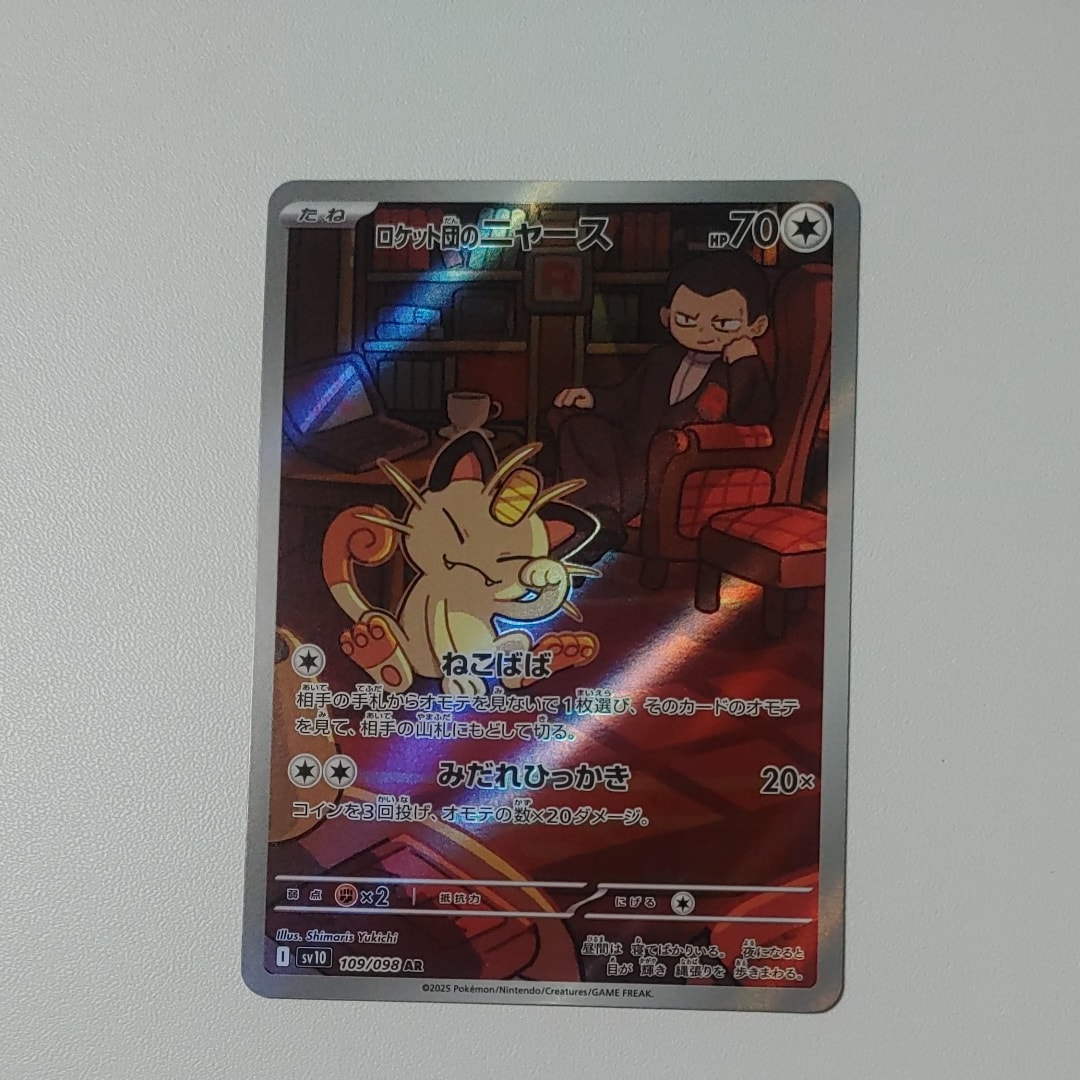 たね
ロケット団のニャース HP70
R
ねこばば
相手の手札からオモテを見ないで1枚選び、そのカードのオモテ
を見て、相手の山札にもどして切る。
みだれひっかき 20×
コインを3回投げ、オモテの数×20ダメージ。
弱点 ×2 抵抗力 にげる
Illus. Shimaris Yukichi
昼間は 寝てばかりいる。 夜になると
目が 輝き 縄張りを 歩きまわる。
I sv10 109/098 AR
©2025 Pokémon/Nintendo/Creatures/GAME FREAK.